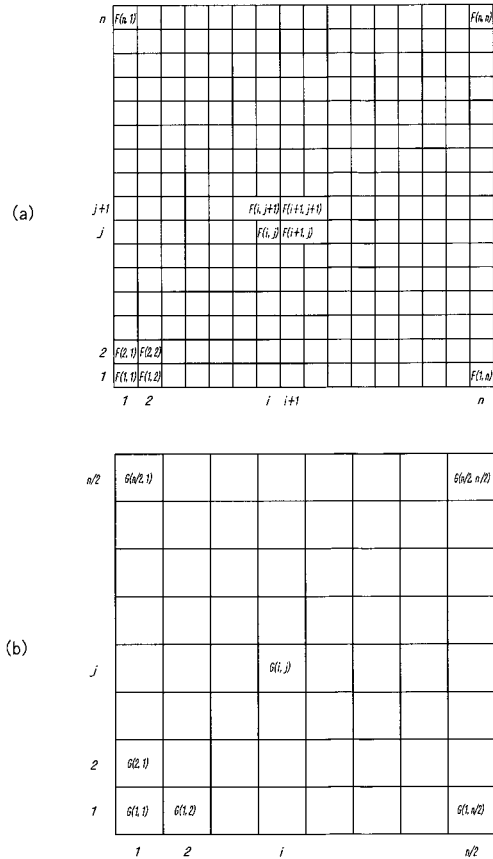 n F(n, 1) F(n, n)
(a)
j+1 F(i, j+1) F(i+1, j+1)
j F(i, j) F(i+1, j)
2 F(2, 1) F(2, 2)
1 F(1, 1) F(1, 2) F(1, n)
1 2 i i+1 n
n/2 G(n/2, 1) G(n/2, n/2)
(b)
j G(i, j)
2 G(2, 1)
1 G(1, 1) G(1, 2) G(1, n/2)
1 2 i n/2